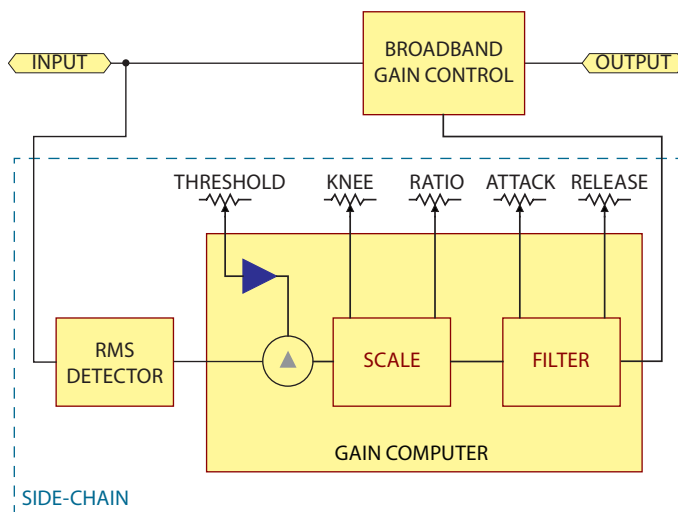 BROADBAND
GAIN CONTROL
INPUT
OUTPUT
THRESHOLD
KNEE
RATIO
ATTACK
RELEASE
RMS
DETECTOR
SCALE
FILTER
GAIN COMPUTER
SIDE-CHAIN